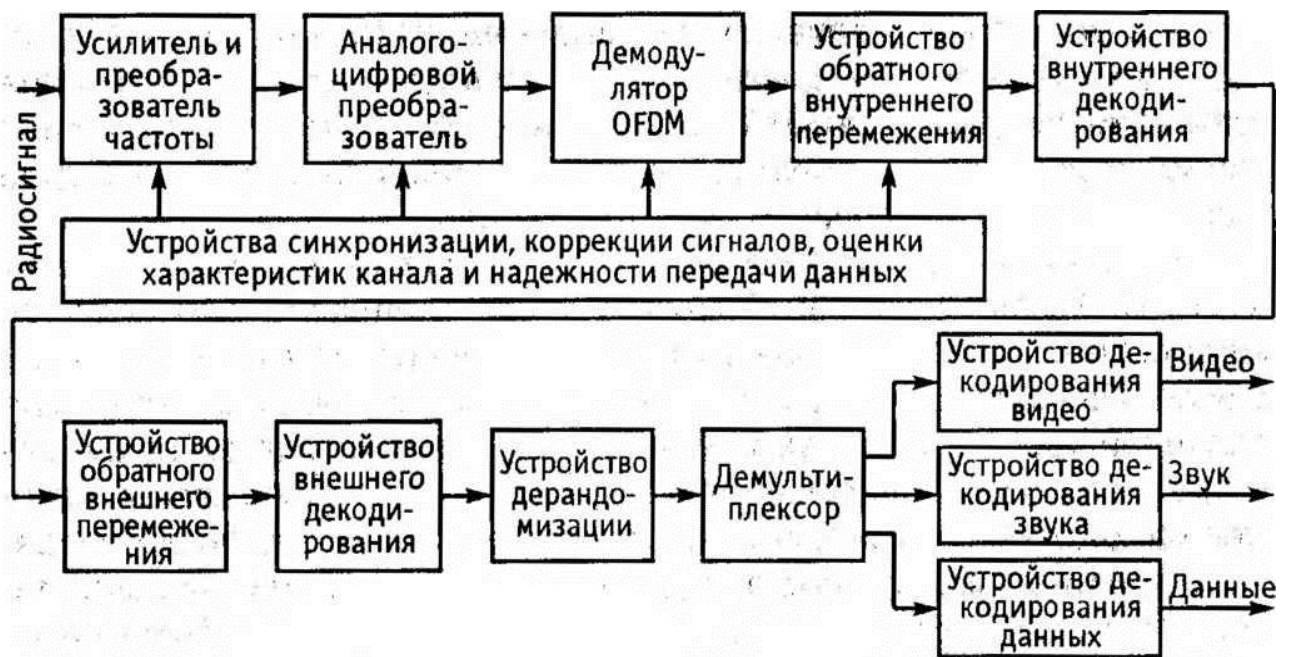 Радиосигнал
Усилитель и
преобра-
зователь
частоты
Аналого-
цифровой
преобра-
зователь
Демоду-
лятор
OFDM
Устройство
обратного
внутреннего
перемежения
Устройство
внутреннего
декоди-
рования
Устройства синхронизации, коррекции сигналов, оценки
характеристик канала и надежности передачи данных
Устройство
обратного
внешнего
перемеже-
ния
Устройство
внешнего
декоди-
рования
Устройство
дерандо-
мизации
Демульти-
плексор
Устройство де-
кодирования
видео
Видео
Устройство де-
кодирования
звука
Звук
Устройство де-
кодирования
данных
Данные